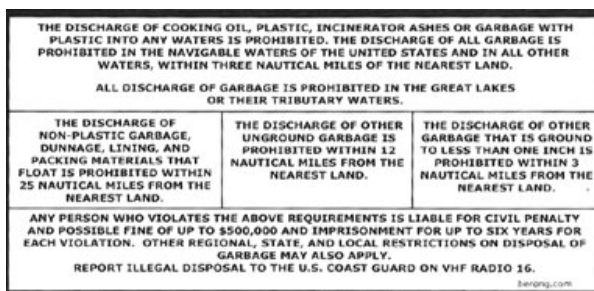 THE DISCHARGE OF COOKING OIL, PLASTIC, INCINERATOR ASHES OR GARBAGE WITH
PLASTIC INTO ANY WATERS IS PROHIBITED. THE DISCHARGE OF ALL GARBAGE IS
PROHIBITED IN THE NAVIGABLE WATERS OF THE UNITED STATES AND IN ALL OTHER
WATERS, WITHIN THREE NAUTICAL MILES OF THE NEAREST LAND.
ALL DISCHARGE OF GARBAGE IS PROHIBITED IN THE GREAT LAKES
OR THEIR TRIBUTARY WATERS.
THE DISCHARGE OF
NON-PLASTIC GARBAGE,
DUNNAGE, LINING, AND
PACKING MATERIALS THAT
FLOAT IS PROHIBITED WITHIN
25 NAUTICAL MILES FROM THE
NEAREST LAND.
THE DISCHARGE OF OTHER
UNGROUND GARBAGE IS
PROHIBITED WITHIN 12
NAUTICAL MILES FROM THE
NEAREST LAND.
THE DISCHARGE OF OTHER
GARBAGE THAT IS GROUND
TO LESS THAN ONE INCH IS
PROHIBITED WITHIN 3
NAUTICAL MILES FROM THE
NEAREST LAND.
ANY PERSON WHO VIOLATES THE ABOVE REQUIREMENTS IS LIABLE FOR CIVIL PENALTY
AND POSSIBLE FINE OF UP TO $500,000 AND IMPRISONMENT FOR UP TO SIX YEARS FOR
EACH VIOLATION. OTHER REGIONAL, STATE, AND LOCAL RESTRICTIONS ON DISPOSAL OF
GARBAGE MAY ALSO APPLY.
REPORT ILLEGAL DISPOSAL TO THE U.S. COAST GUARD ON VHF RADIO 16.
berong.com